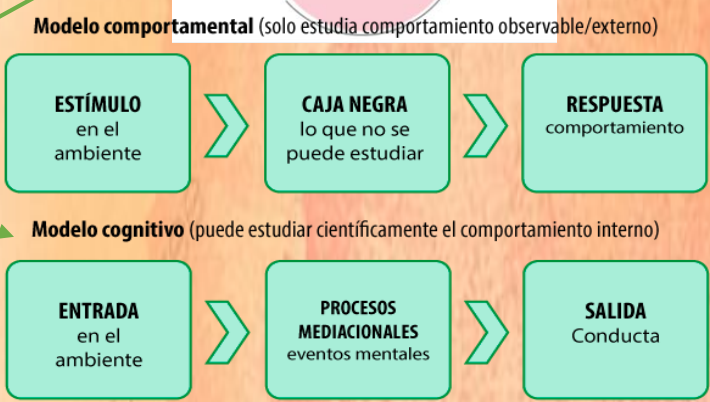 Modelo comportamental (solo estudia comportamiento observable/externo)
ESTÍMULO
en el
ambiente
CAJA NEGRA
lo que no se
puede estudiar
RESPUESTA
comportamiento
Modelo cognitivo (puede estudiar científicamente el comportamiento interno)
ENTRADA
en el
ambiente
PROCESOS
MEDIACIONALES
eventos mentales
SALIDA
Conducta